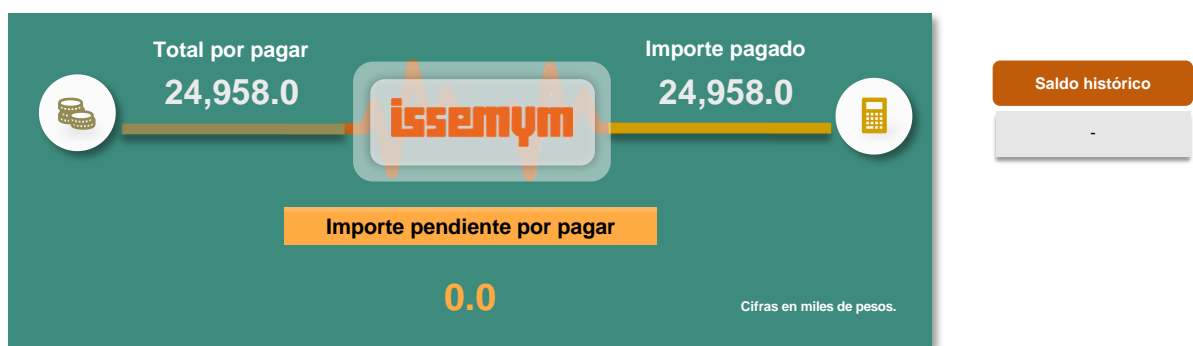 Total por pagar
24,958.0
issemym
Importe pagado
24,958.0
Saldo histórico
-
Importe pendiente por pagar
0.0
Cifras en miles de pesos.